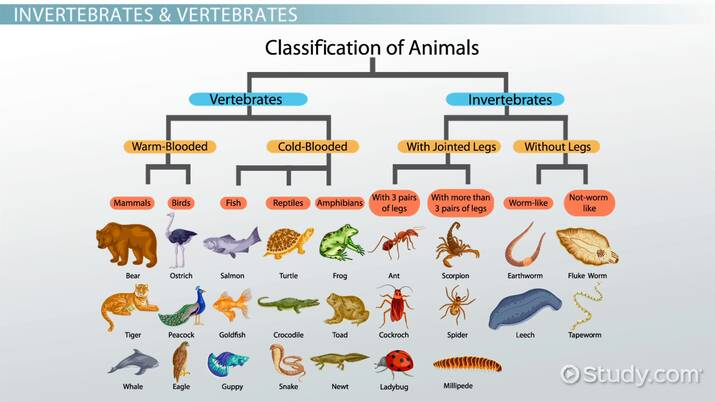 INVERTEBRATES & VERTEBRATES
Classification of Animals
Vertebrates
Invertebrates
Warm-Blooded
Cold-Blooded
With Jointed Legs
Without Legs
Mammals
Birds
Fish
Reptiles
Amphibians
With 3 pairs
of legs
With more than
3 pairs of legs
Worm-like
Not-worm
like
Bear
Ostrich
Salmon
Turtle
Frog
Ant
Scorpion
Earthworm
Fluke Worm
Tiger
Peacock
Goldfish
Crocodile
Toad
Cockroch
Spider
Leech
Tapeworm
Whale
Eagle
Guppy
Snake
Newt
Ladybug
Millipede
Study.com